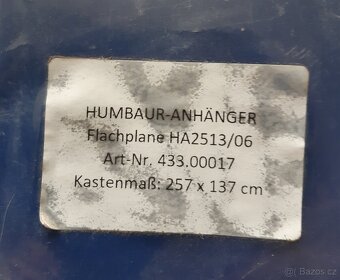 HUMBAUR-ANHÄNGER
Flachplane HA2513/06
Art-Nr. 433.00017
Kastenmaß: 257 x 137 cm
Bazos.cz